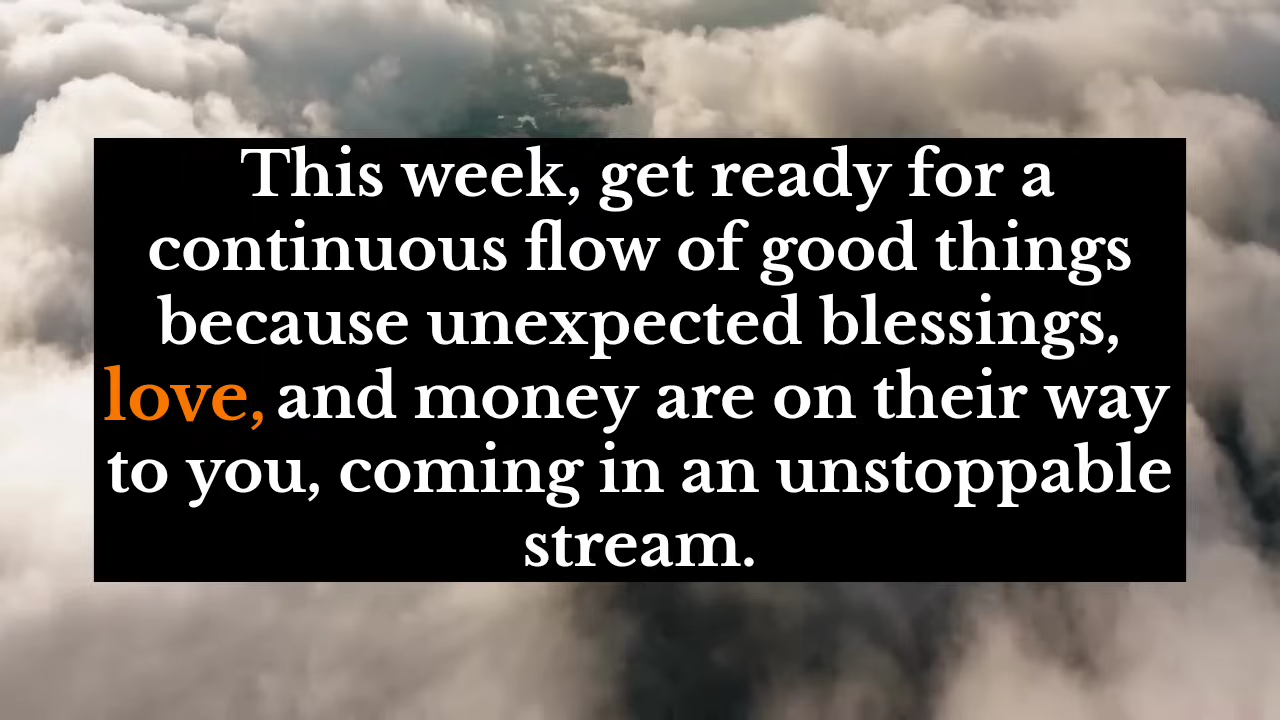 This week, get ready for a
continuous flow of good things
because unexpected blessings,
love, and money are on their way
to you, coming in an unstoppable
stream.